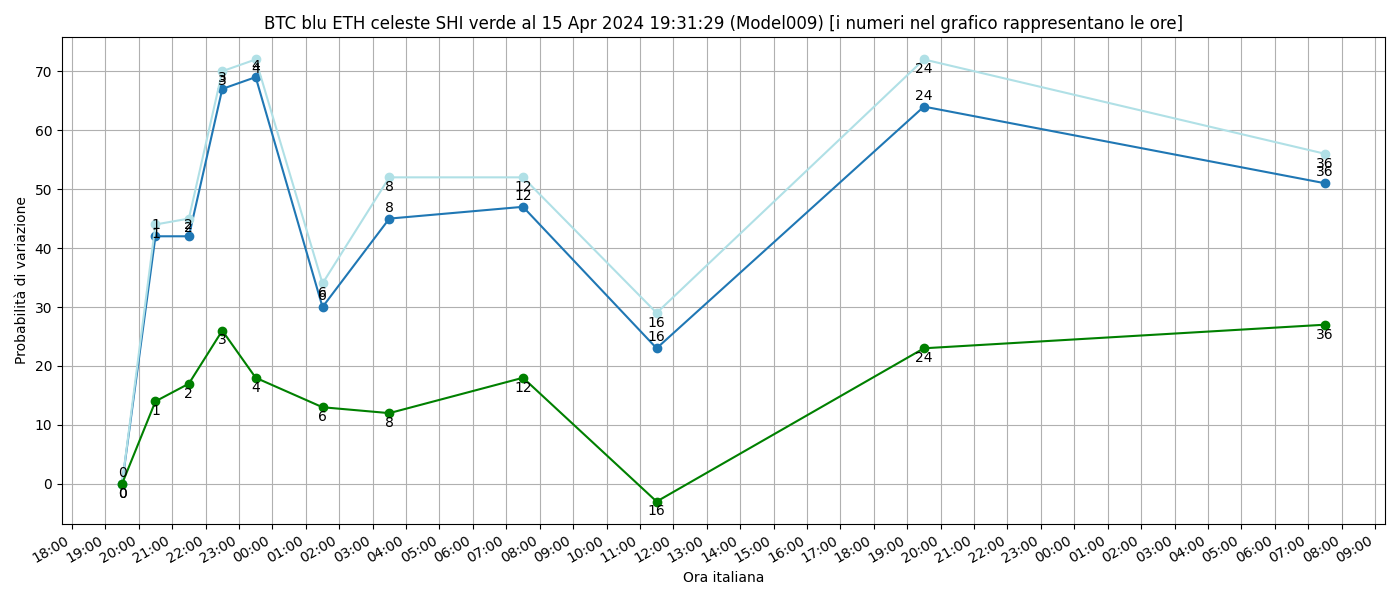 BTC blu ETH celeste SHI verde al 15 Apr 2024 19:31:29 (Model009) [i numeri nel grafico rappresentano le ore]
Probabilità di variazione
70
60
50
40
30
20
10
0
0 1 2 3 4 6 8 12 16 24 36
0 1 2 3 4 6 8 12 16 24 36
0 1 2 3 4 6 8 12 16 24 36
18:00 19:00 20:00 21:00 22:00 23:00 00:00 01:00 02:00 03:00 04:00 05:00 06:00 07:00 08:00 09:00 10:00 11:00 12:00 13:00 14:00 15:00 16:00 17:00 18:00 19:00 20:00 21:00 22:00 23:00 00:00 01:00 02:00 03:00 04:00 05:00 06:00 07:00 08:00 09:00
Ora italiana